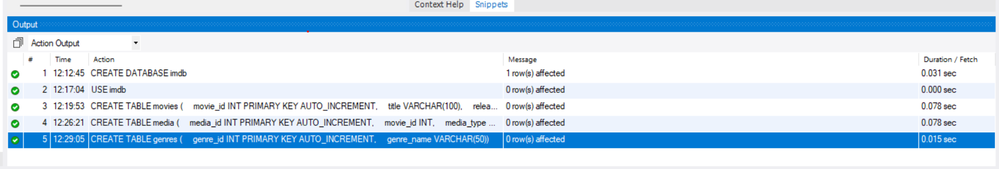 Context Help Snippets
Output
Action Output
# Time Action Message Duration / Fetch
1 12:12:45 CREATE DATABASE imdb 1 row(s) affected 0.031 sec
2 12:17:04 USE imdb 0 row(s) affected 0.000 sec
3 12:19:53 CREATE TABLE movies ( movie_id INT PRIMARY KEY AUTO_INCREMENT, title VARCHAR(100), relea... 0 row(s) affected 0.078 sec
4 12:26:21 CREATE TABLE media ( media_id INT PRIMARY KEY AUTO_INCREMENT, movie_id INT, media_type ... 0 row(s) affected 0.078 sec
5 12:29:05 CREATE TABLE genres ( genre_id INT PRIMARY KEY AUTO_INCREMENT, genre_name VARCHAR(50)) 0 row(s) affected 0.015 sec